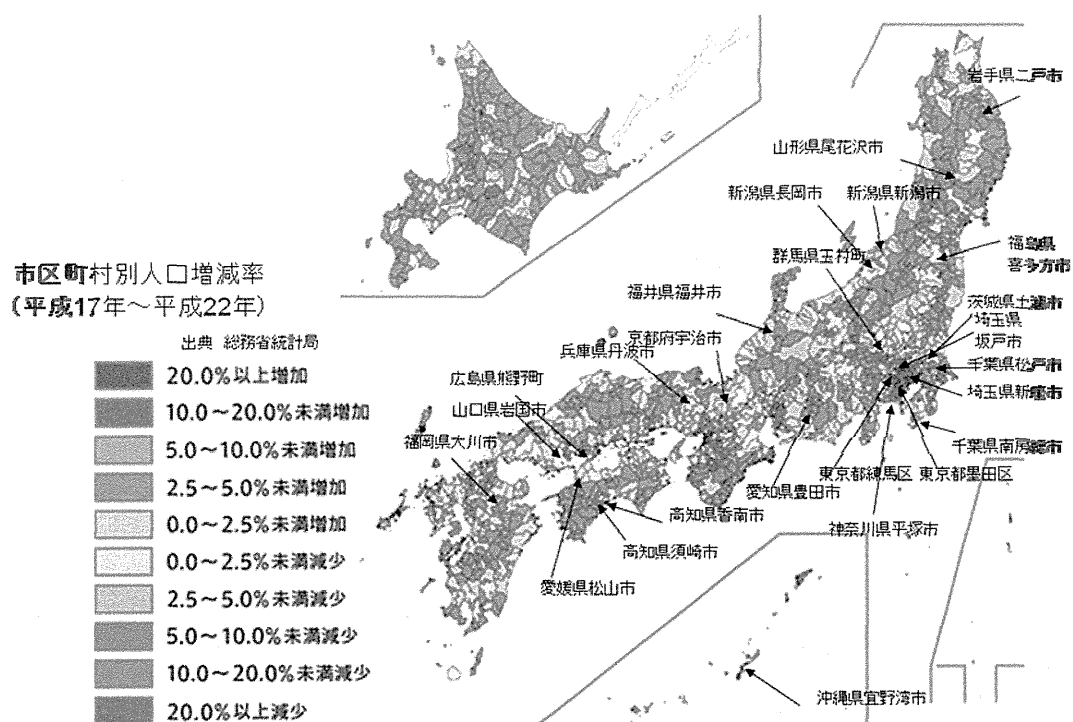 岩手県二戸市
山形県尾花沢市
新潟県長岡市
新潟県新潟市
群馬県玉村町
福島県
喜多方市
市区町村別人口増減率
(平成17年～平成22年)
福井県福井市
茨城県土浦市
埼玉県
坂戸市
出典 総務省統計局
京都府宇治市
兵庫県丹波市
千葉県松戸市
20.0%以上増加
広島県熊野町
埼玉県新座市
10.0～20.0%未満増加
山口県岩国市
福岡県大川市
千葉県南房総市
5.0～10.0%未満増加
東京都練馬区
東京都墨田区
2.5～5.0%未満増加
愛知県豊田市
高知県香南市
神奈川県平塚市
0.0～2.5%未満増加
高知県須崎市
0.0～2.5%未満減少
愛媛県松山市
2.5～5.0%未満減少
5.0～10.0%未満減少
10.0～20.0%未満減少
沖縄県宜野湾市
20.0%以上減少